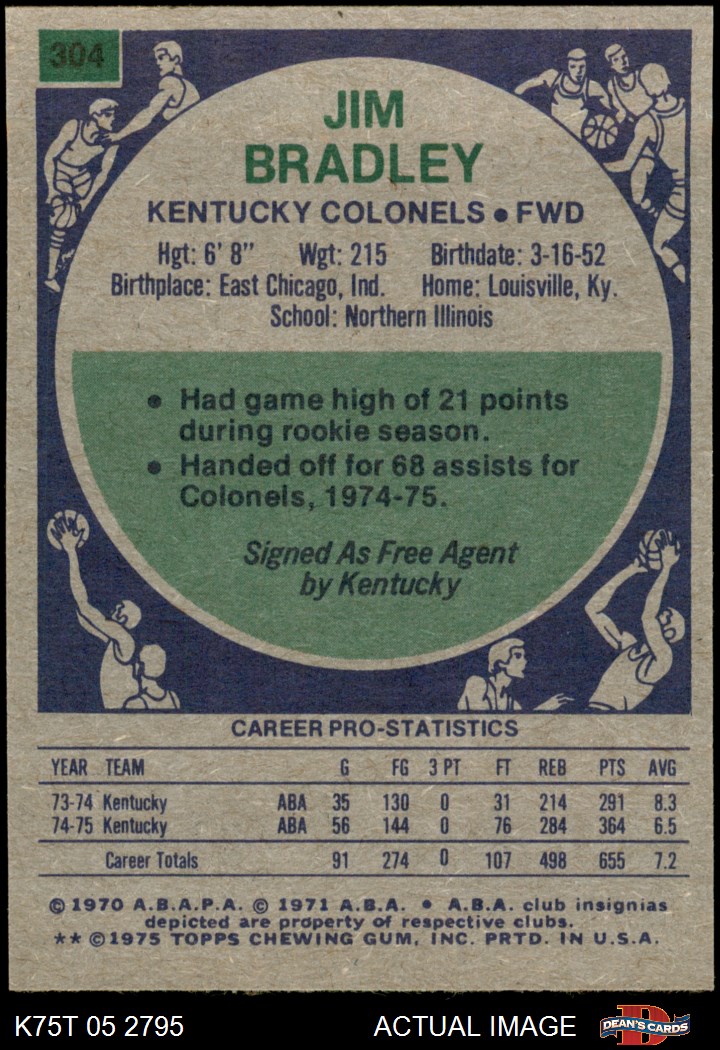 304
JIM
BRADLEY
KENTUCKY COLONELS • FWD
Hgt: 6' 8" Wgt: 215 Birthdate: 3-16-52
Birthplace: East Chicago, Ind. Home: Louisville, Ky.
School: Northern Illinois
• Had game high of 21 points
during rookie season.
• Handed off for 68 assists for
Colonels, 1974-75.
Signed As Free Agent
by Kentucky
CAREER PRO-STATISTICS
YEAR TEAM G FG 3 PT FT REB PTS AVG
73-74 Kentucky ABA 35 130 0 31 214 291 8.3
74-75 Kentucky ABA 56 144 0 76 284 364 6.5
Career Totals 91 274 0 107 498 655 7.2
© 1970 A.B.A.P.A. © 1971 A.B.A. • A.B.A. club insignias
depicted are property of respective clubs.
** © 1975 TOPPS CHEWING GUM, INC. PRTD. IN U.S.A.
K75T 05 2795 ACTUAL IMAGE D DEAN'S CARDS